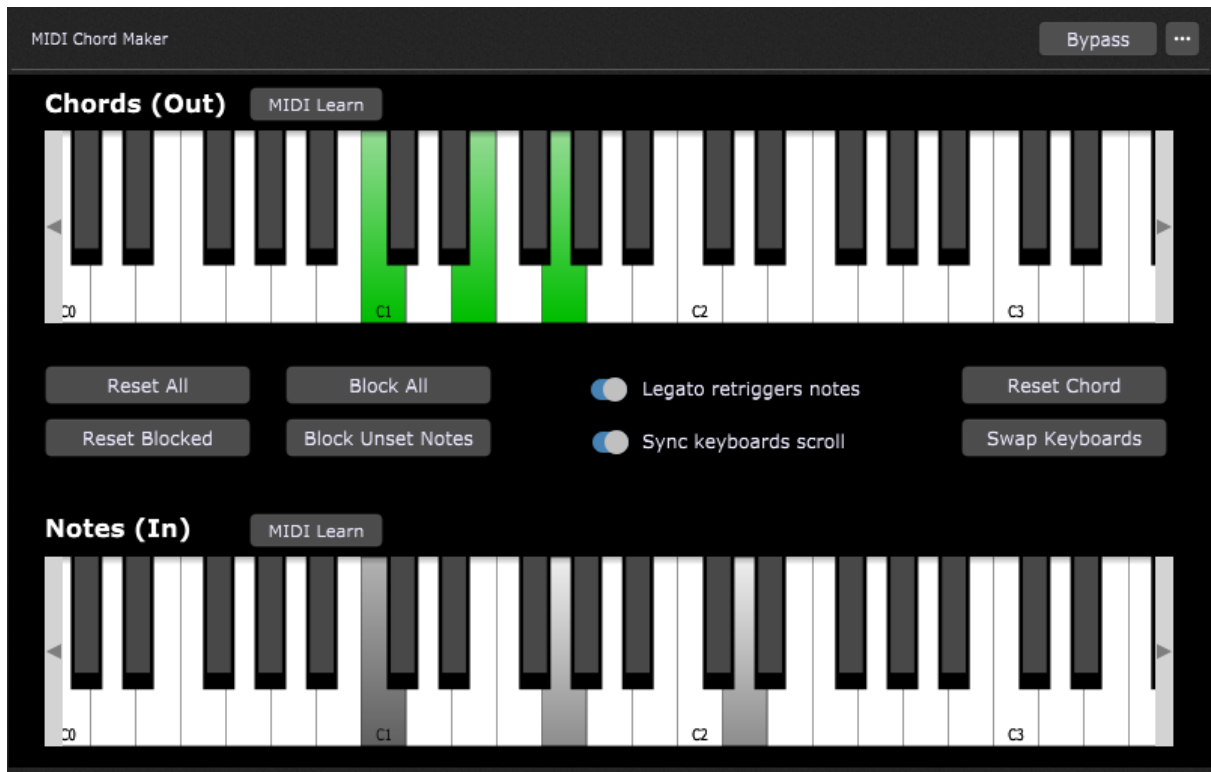 MIDI Chord Maker
Bypass ...
Chords (Out) MIDI Learn
C0 C1 C2 C3
Reset All Block All Legato retriggers notes Reset Chord
Reset Blocked Block Unset Notes Sync keyboards scroll Swap Keyboards
Notes (In) MIDI Learn
C0 C1 C2 C3